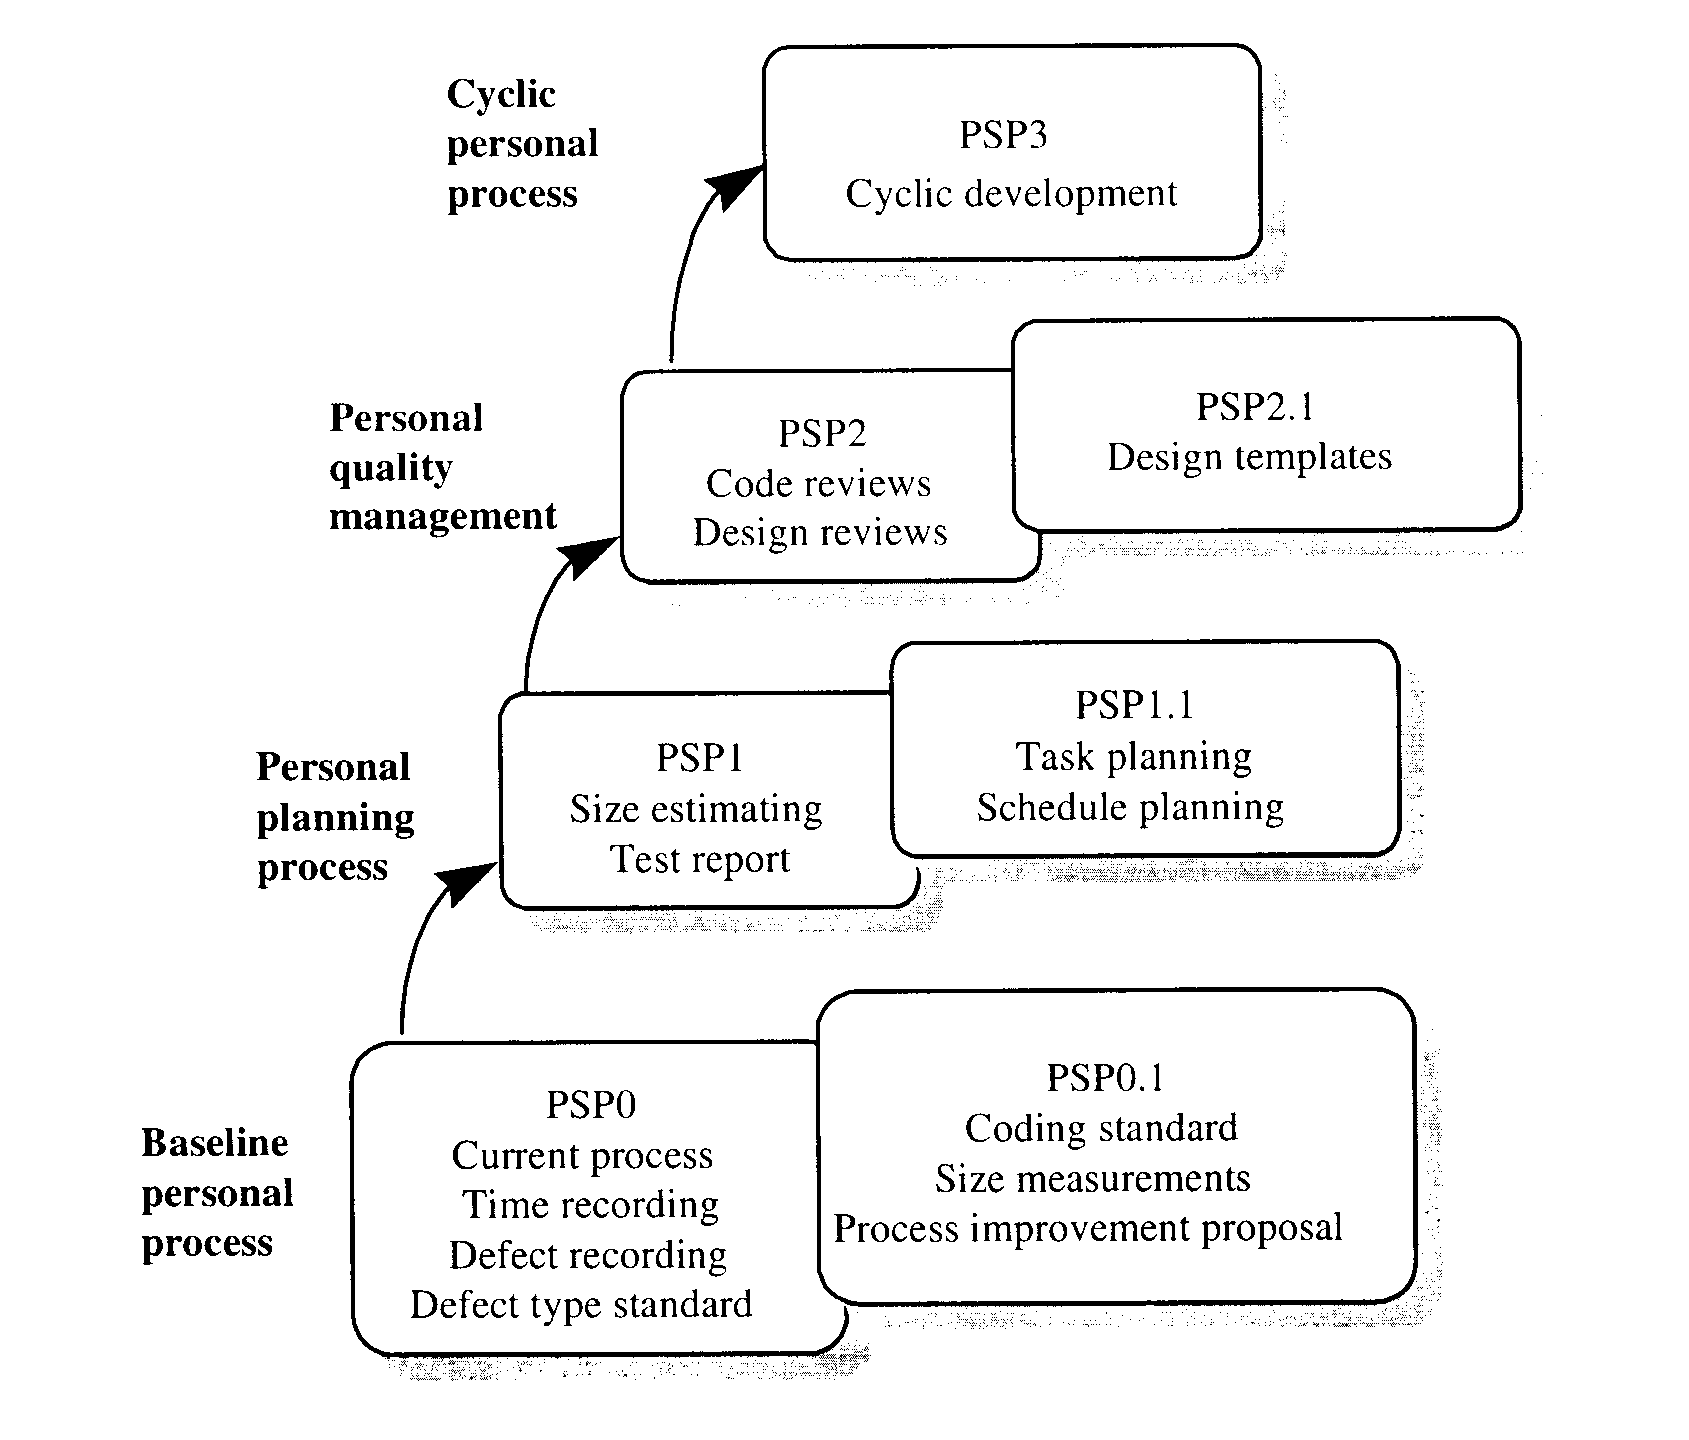 Cyclic
personal
process
PSP3
Cyclic development
Personal
quality
management
PSP2
Code reviews
Design reviews
PSP2.1
Design templates
Personal
planning
process
PSP1
Size estimating
Test report
PSP1.1
Task planning
Schedule planning
Baseline
personal
process
PSP0
Current process
Time recording
Defect recording
Defect type standard
PSP0.1
Coding standard
Size measurements
Process improvement proposal